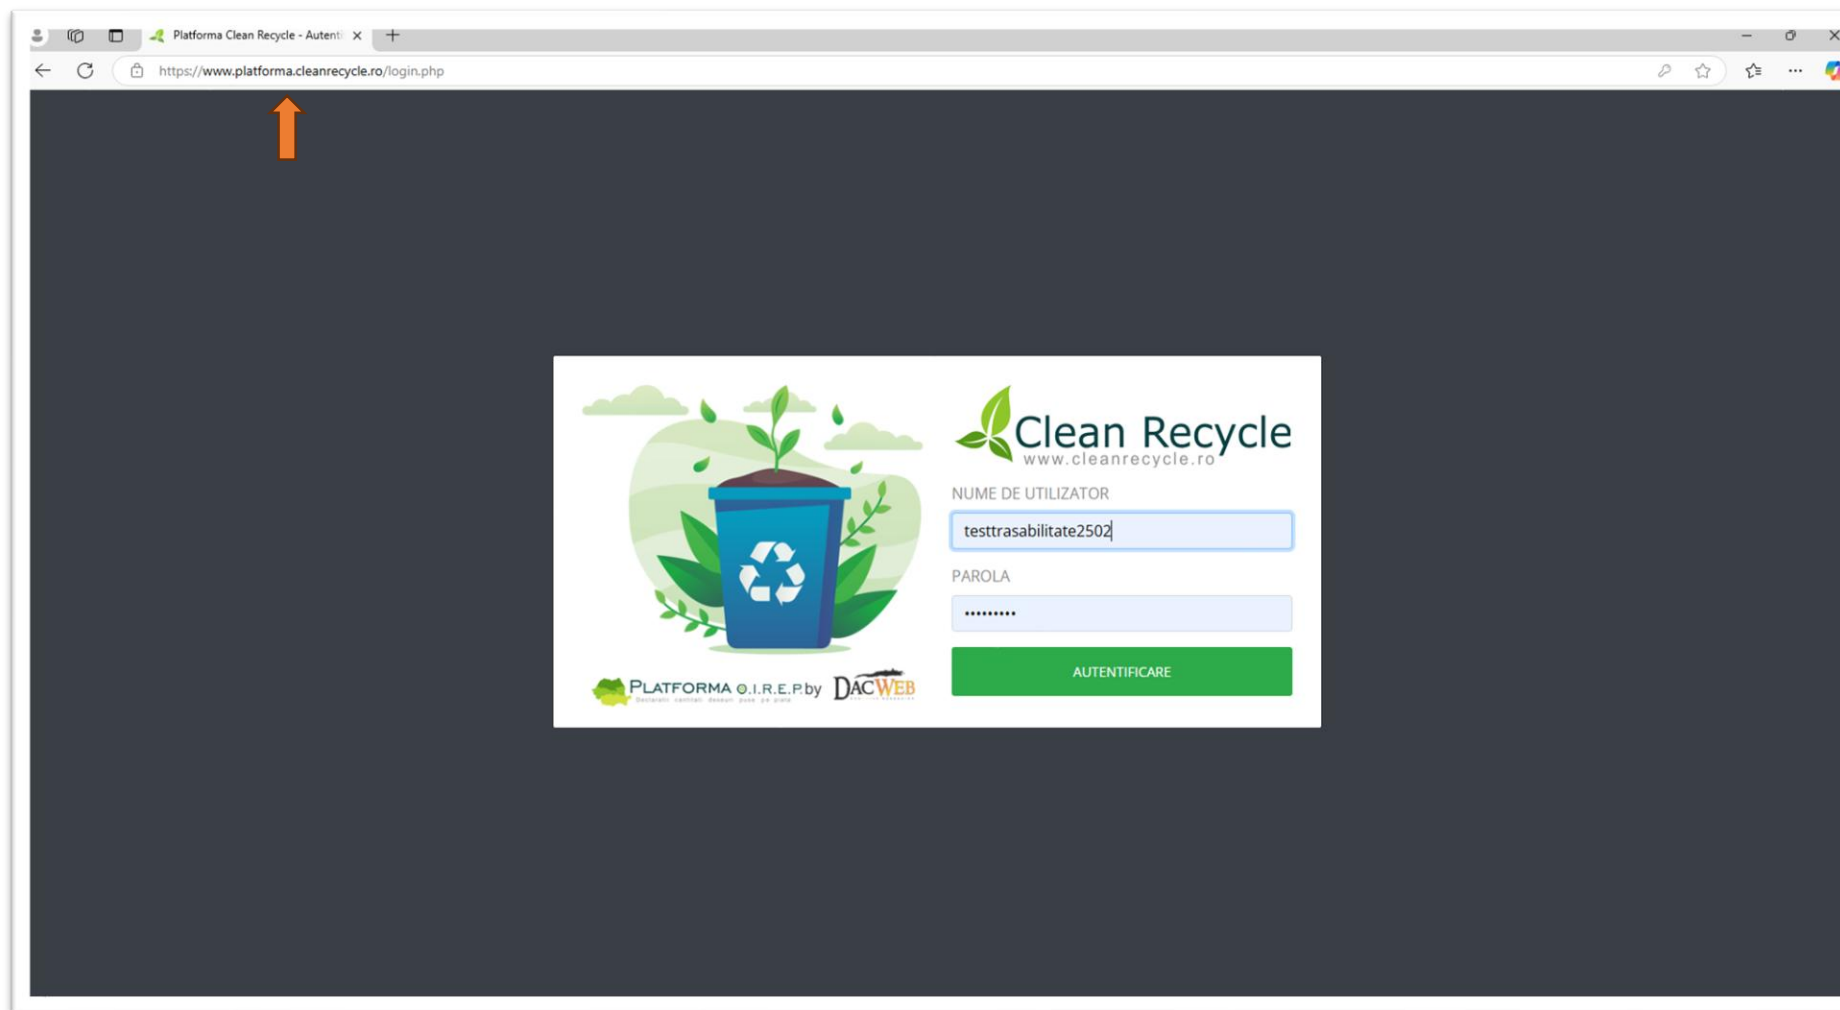 Platforma Clean Recycle - Autenti
https://www.platforma.cleanrecycle.ro/login.php
Clean Recycle
www.cleanrecycle.ro
NUME DE UTILIZATOR
testtrasabilitate2502
PAROLA
•••••••••
AUTENTIFICARE
PLATFORMA O.I.R.E.P. by DACWEB